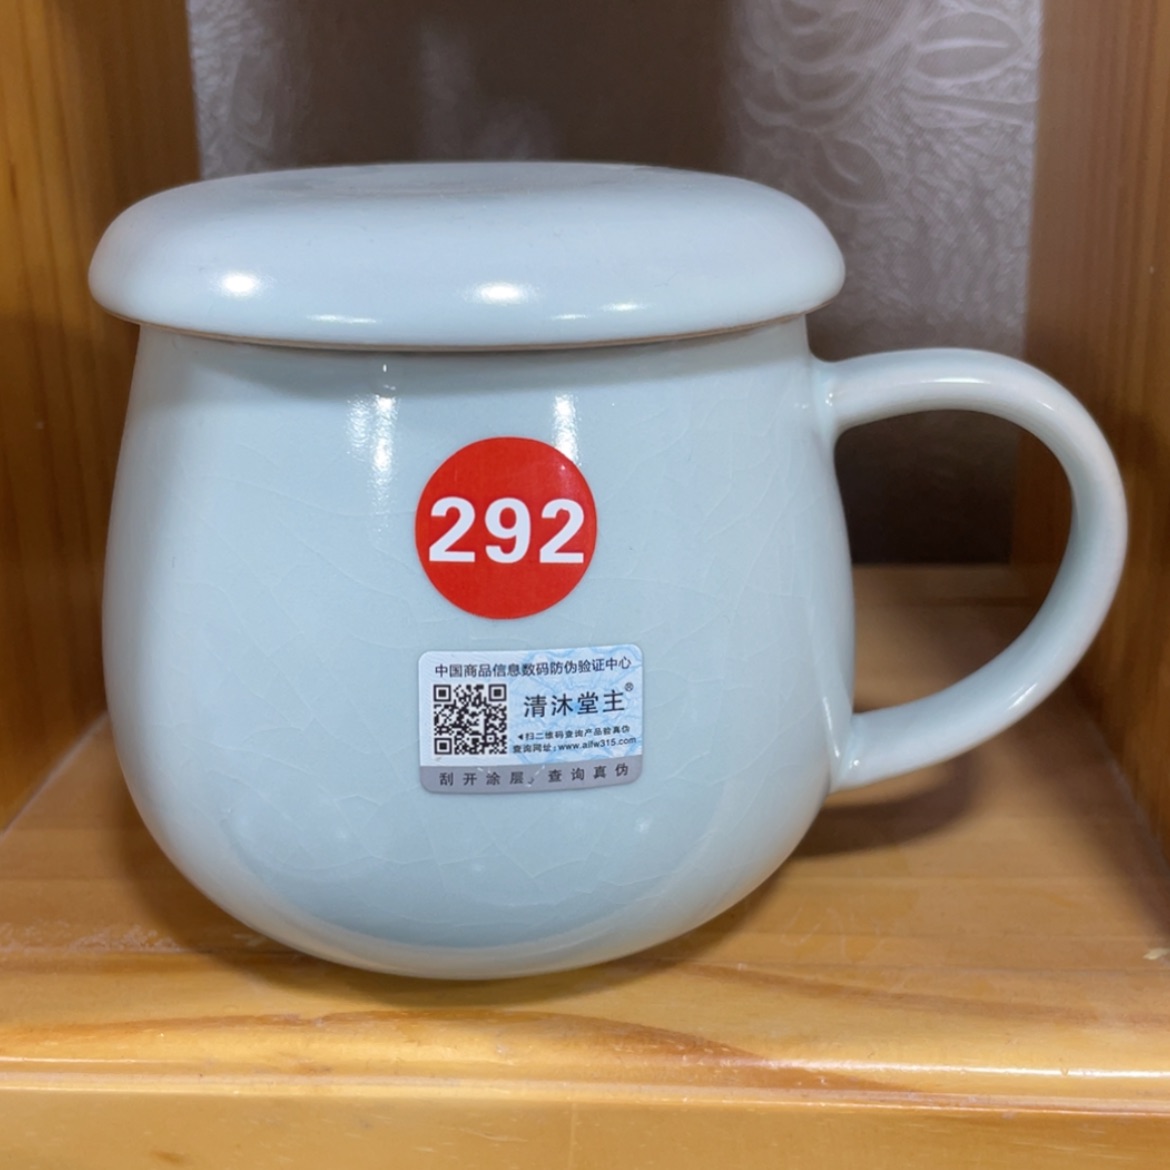 292
中国商品信息数码防伪验证中心
清沐堂主®
◀扫二维码查询产品验真伪
查询网址:www.alfw315.com
刮开涂层，查询真伪